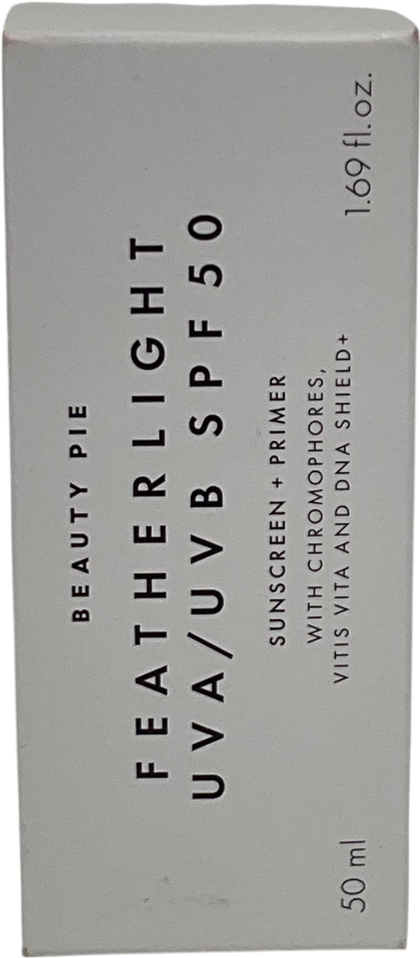 BEAUTY PIE
FEATHERLIGHT
UVA/UVB SPF 50
SUNSCREEN + PRIMER
WITH CHROMOPHORES,
VITIS VITA AND DNA SHIELD+
50 ml 1.69 fl. oz.